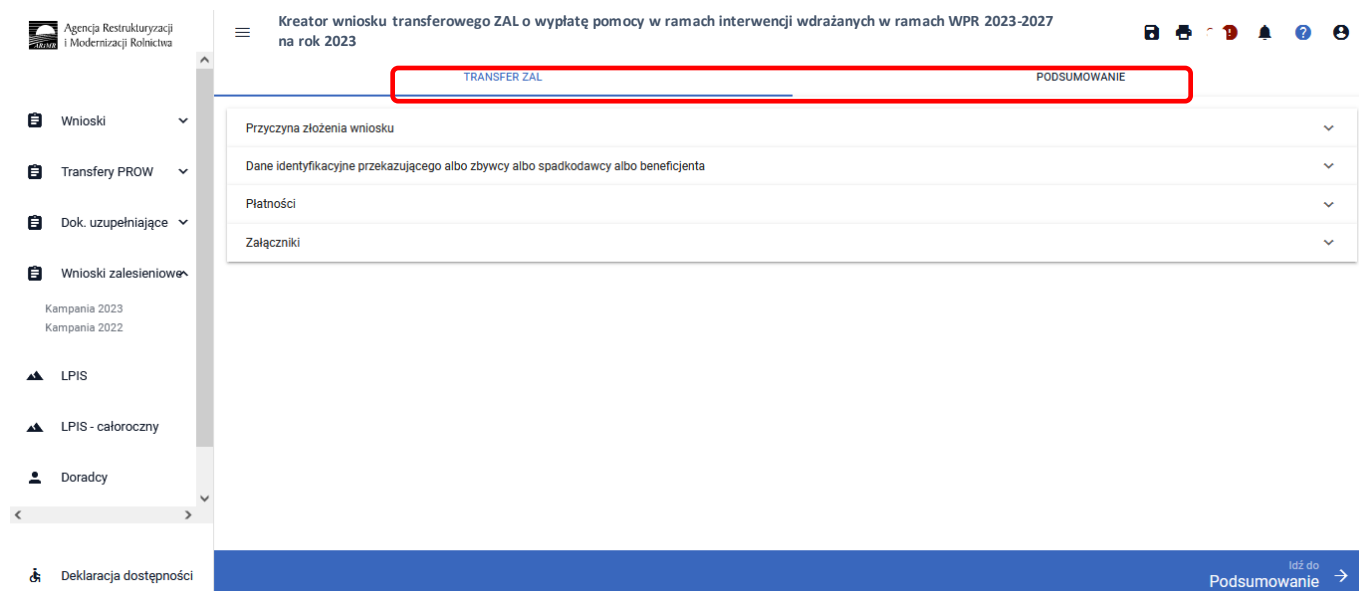 Agencja Restrukturyzacji
i Modernizacji Rolnictwa
ARiMR
Kreator wniosku transferowego ZAL o wypłatę pomocy w ramach interwencji wdrażanych w ramach WPR 2023-2027
na rok 2023
TRANSFER ZAL
PODSUMOWANIE
Wnioski
Transfery PROW
Dok. uzupełniające
Wnioski zalesieniowe
Kampania 2023
Kampania 2022
LPIS
LPIS - całoroczny
Doradcy
Deklaracja dostępności
Przyczyna złożenia wniosku
Dane identyfikacyjne przekazującego albo zbywcy albo spadkodawcy albo beneficjenta
Płatności
Załączniki
Idź do
Podsumowanie